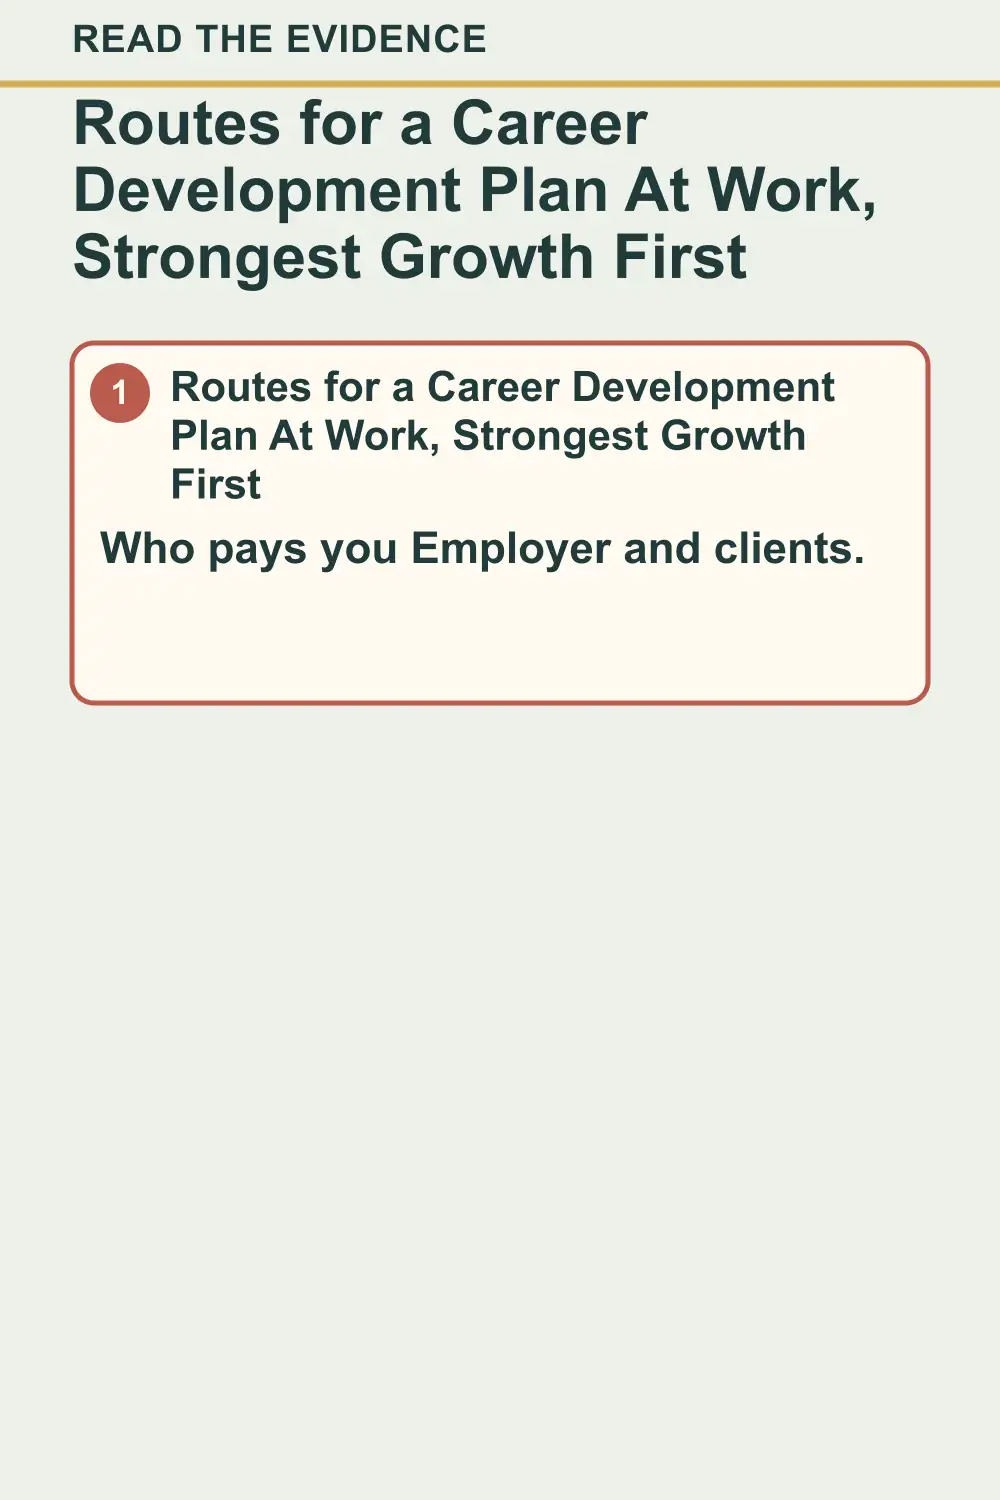 READ THE EVIDENCE
Routes for a Career
Development Plan At Work,
Strongest Growth First
1
Routes for a Career Development
Plan At Work, Strongest Growth
First
Who pays you Employer and clients.